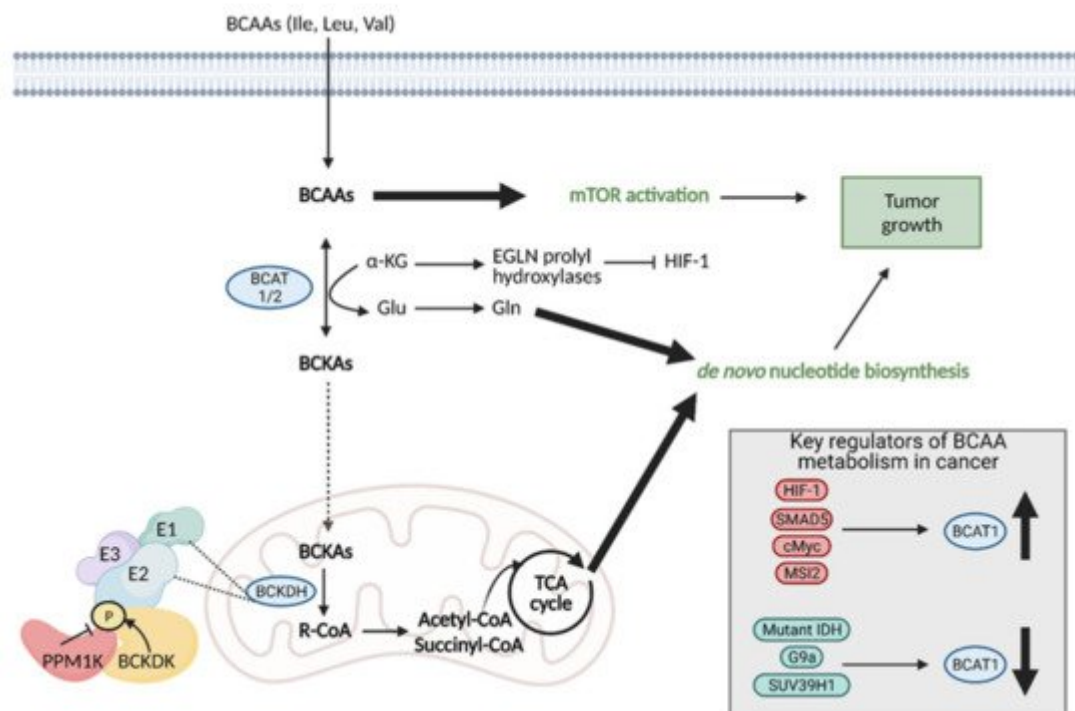 BCAAs (Ile, Leu, Val)
BCAAs
mTOR activation
Tumor
growth
BCAT
1/2
α-KG
EGLN prolyl
hydroxylases
HIF-1
Glu
Gln
BCKAs
de novo nucleotide biosynthesis
Key regulators of BCAA
metabolism in cancer
HIF-1
SMAD5
cMyc
MSI2
BCAT1
Mutant IDH
G9a
SUV39H1
BCAT1
E1
E3
E2
P
PPM1K
BCKDK
BCKDH
BCKAs
R-CoA
Acetyl-CoA
Succinyl-CoA
TCA
cycle